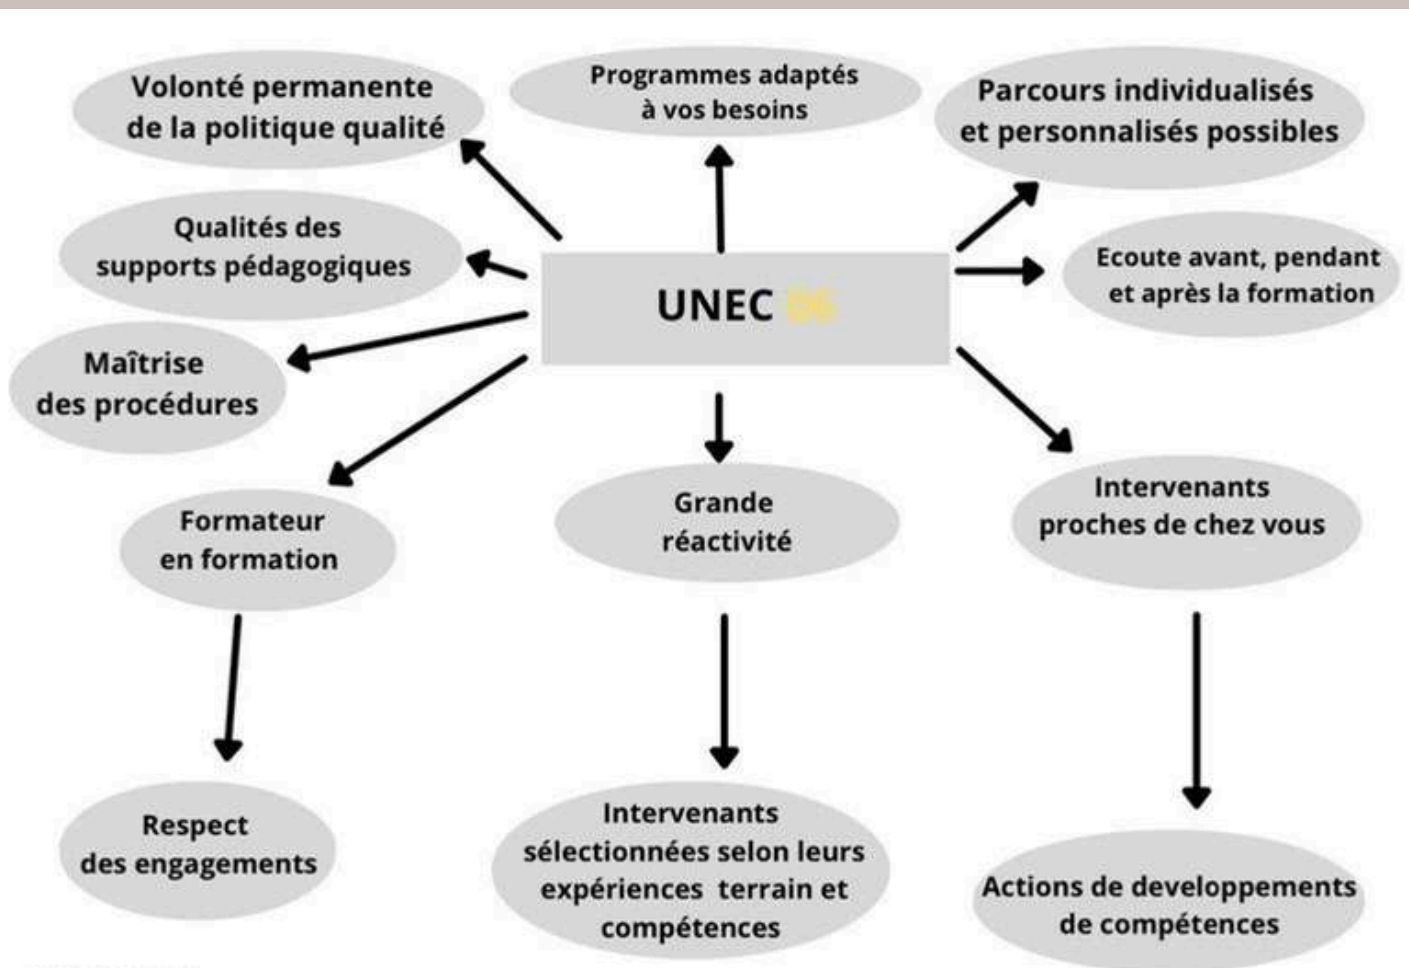 Volonté permanente
de la politique qualité
Programmes adaptés
à vos besoins
Parcours individualisés
et personnalisés possibles
Qualités des
supports pédagogiques
Ecoute avant, pendant
et après la formation
UNEC 06
Maîtrise
des procédures
Formateur
en formation
Grande
réactivité
Intervenants
proches de chez vous
Respect
des engagements
Intervenants
sélectionnées selon leurs
expériences terrain et
compétences
Actions de developpements
de compétences